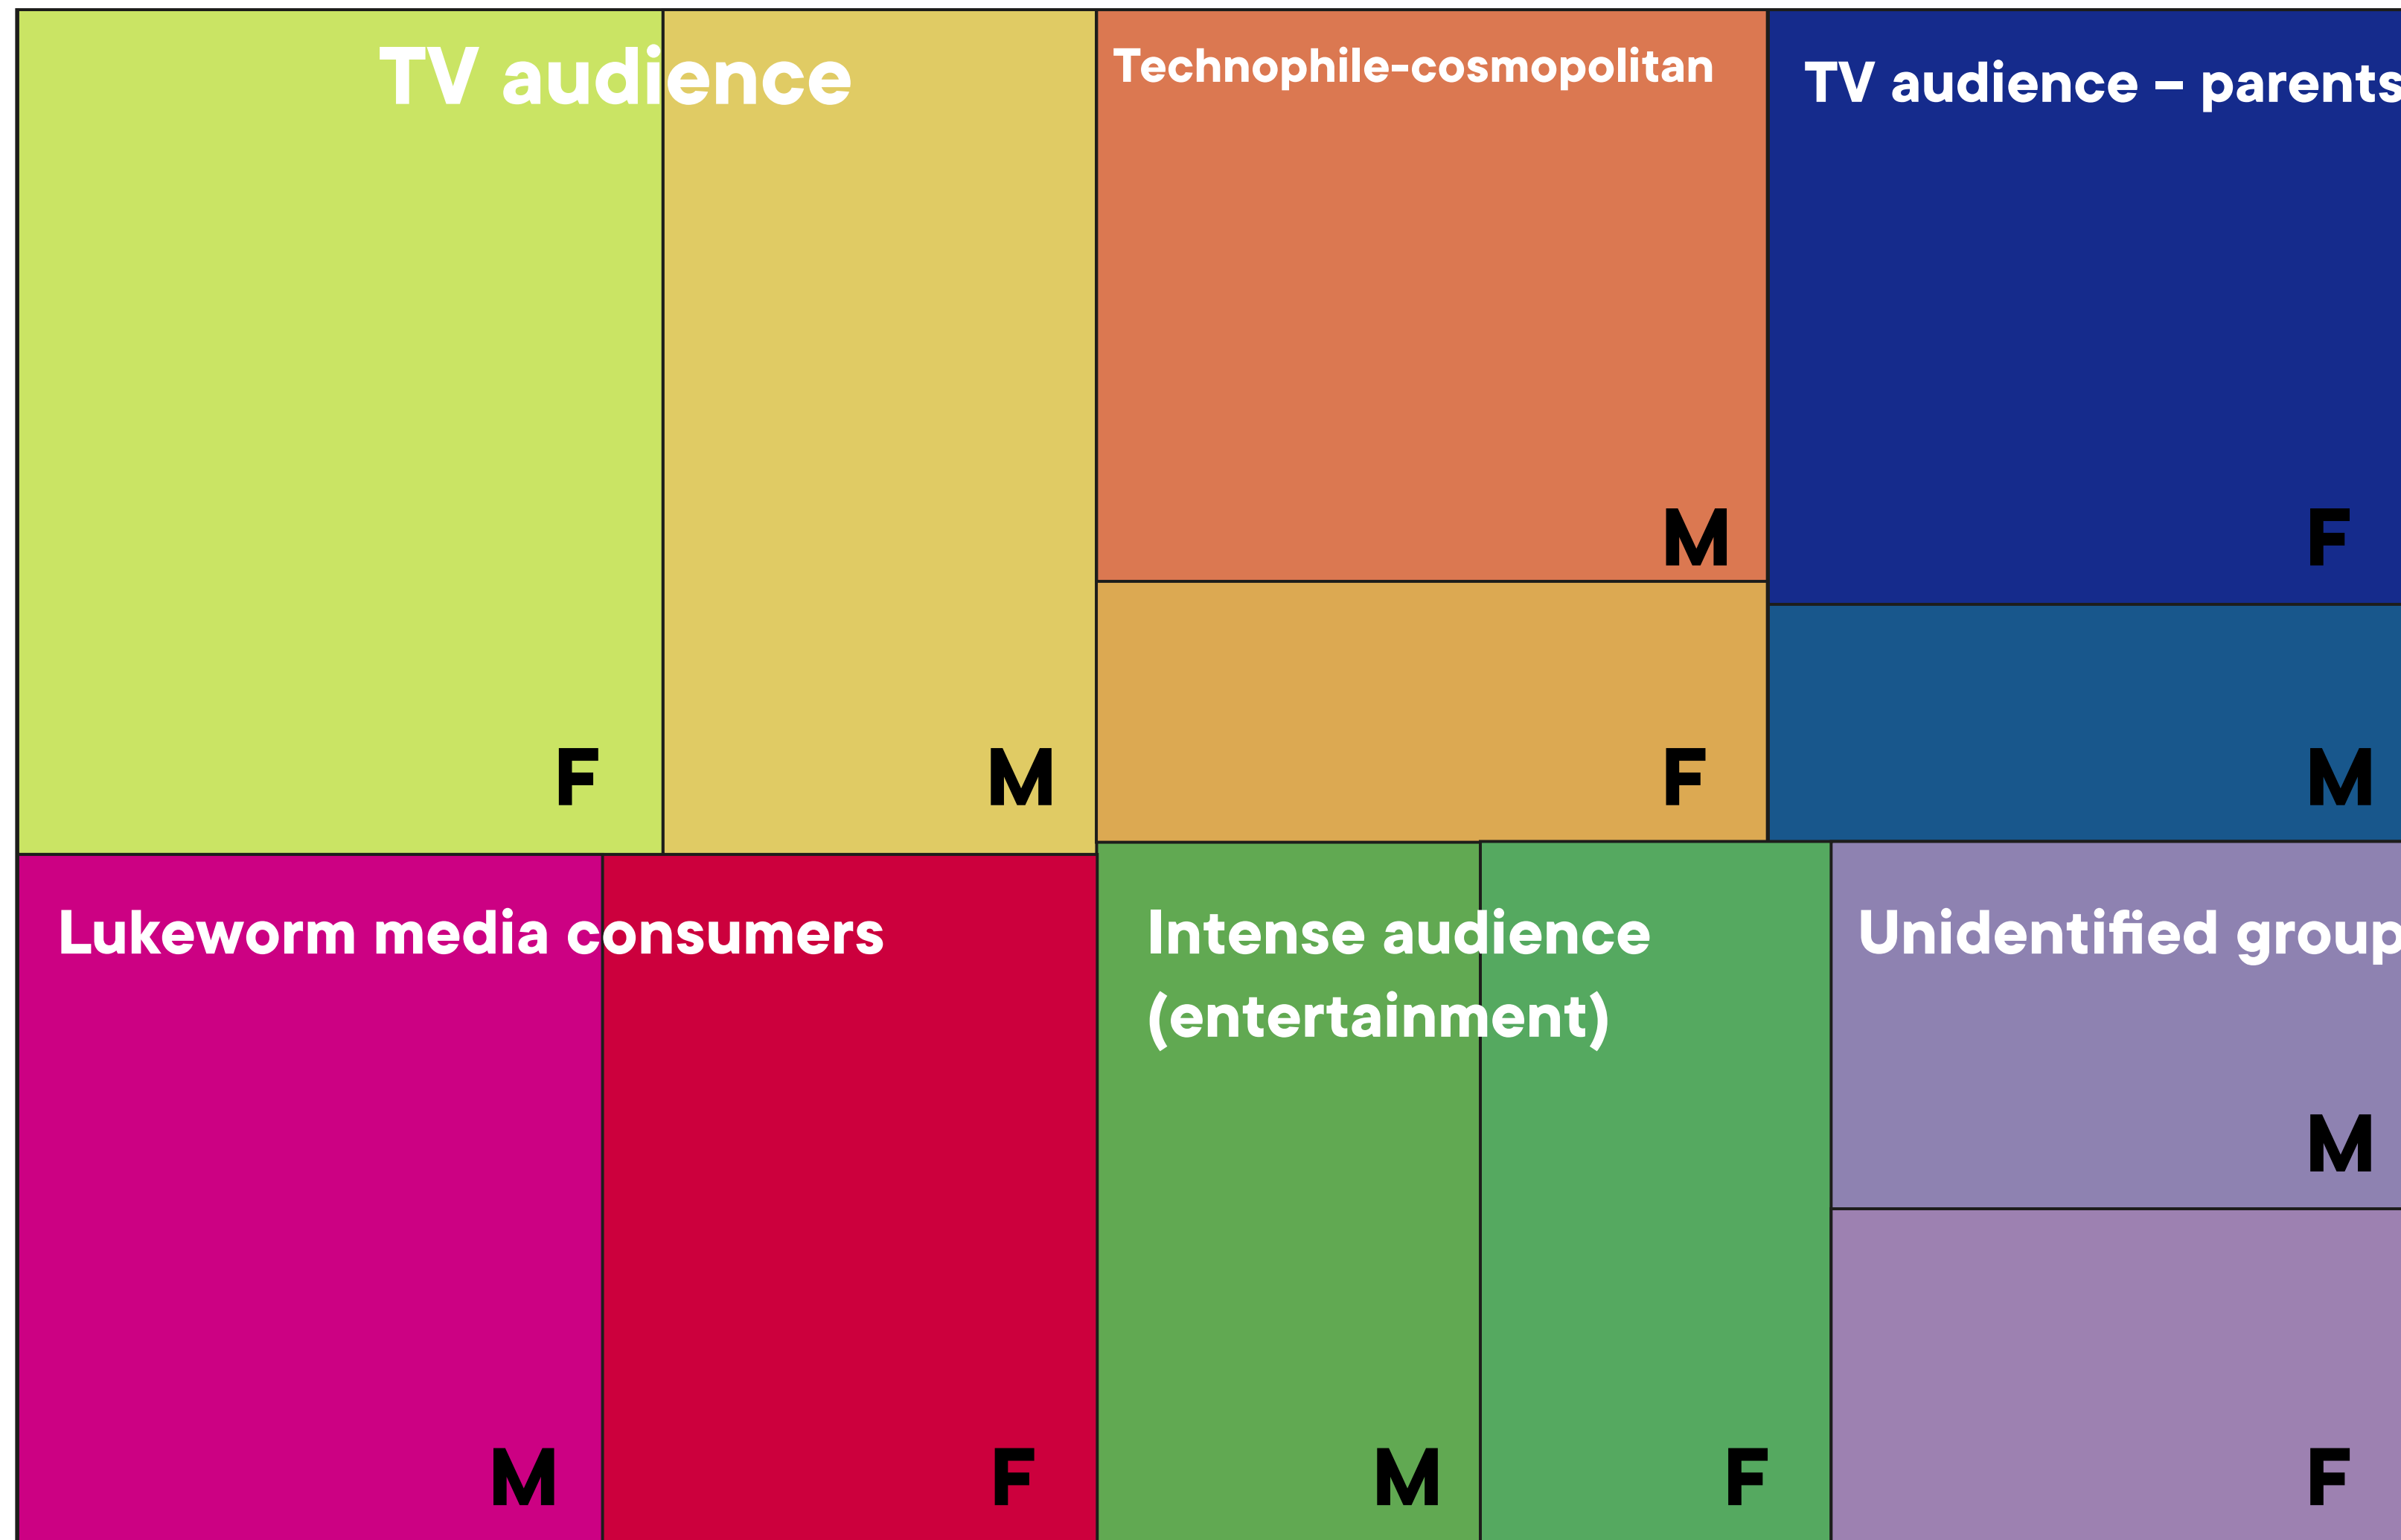 TV audience
F
M
Technophile-cosmopolitan
M
F
TV audience – parents
F
M
Lukeworm media consumers
M
F
Intense audience
(entertainment)
M
F
Unidentified group
M
F